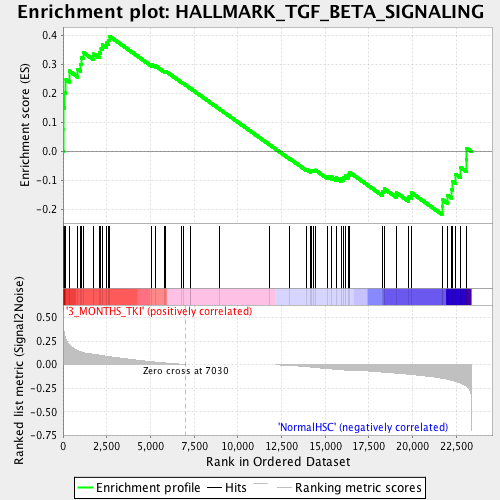 Enrichment plot: HALLMARK_TGF_BETA_SIGNALING
Enrichment score (ES)
0.4
0.3
0.2
0.1
0.0
-0.1
-0.2
'3_MONTHS_TKI' (positively correlated)
Ranked list metric (Signal2Noise)
0.50
0.25
0.00
-0.25
-0.50
-0.75
Zero cross at 7030
'NormalHSC' (negatively correlated)
0
2,500
5,000
7,500
10,000
12,500
15,000
17,500
20,000
22,500
Rank in Ordered Dataset
Enrichment profile
Hits
Ranking metric scores